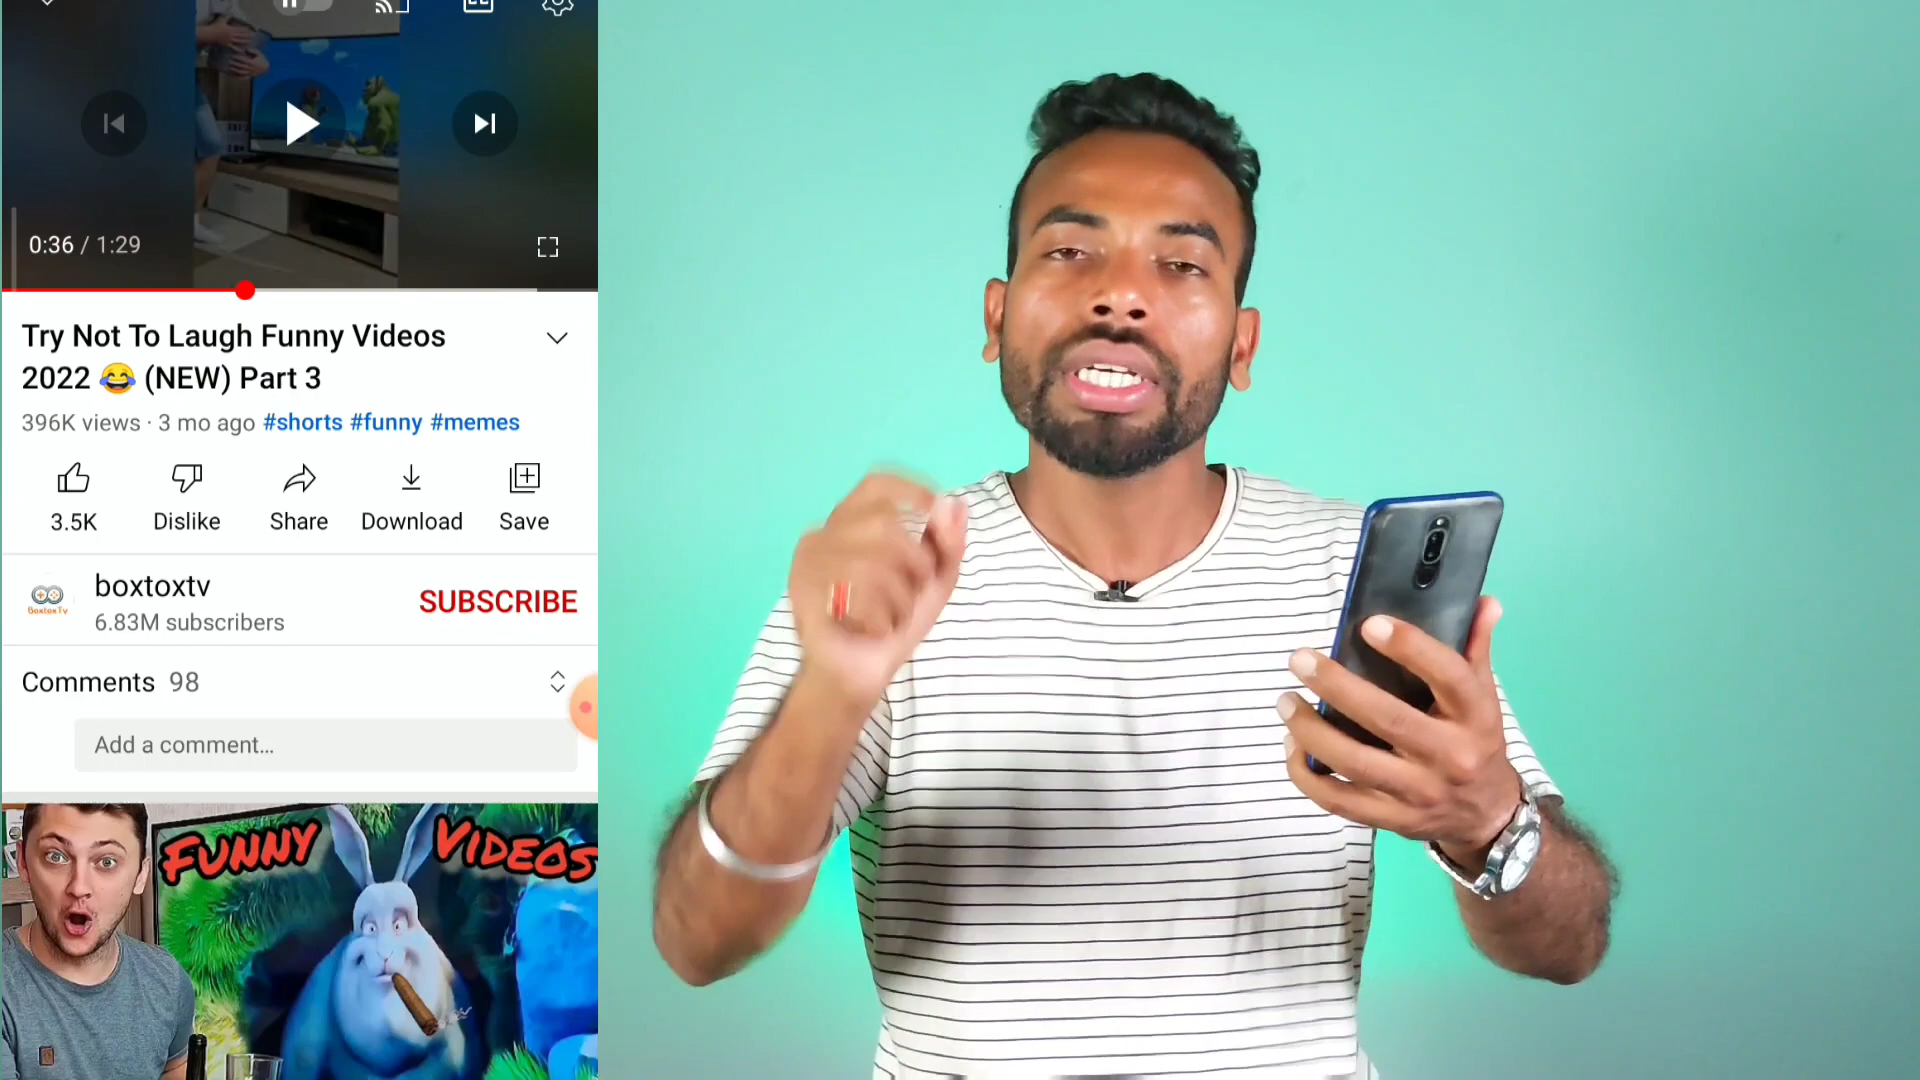 0:36 / 1:29
Try Not To Laugh Funny Videos
2022 😂 (NEW) Part 3
396K views · 3 mo ago #shorts #funny #memes
3.5K Dislike Share Download Save
boxtoxtv
BoxtoxTv
6.83M subscribers
SUBSCRIBE
Comments 98
Add a comment...
FUNNY VIDEOS